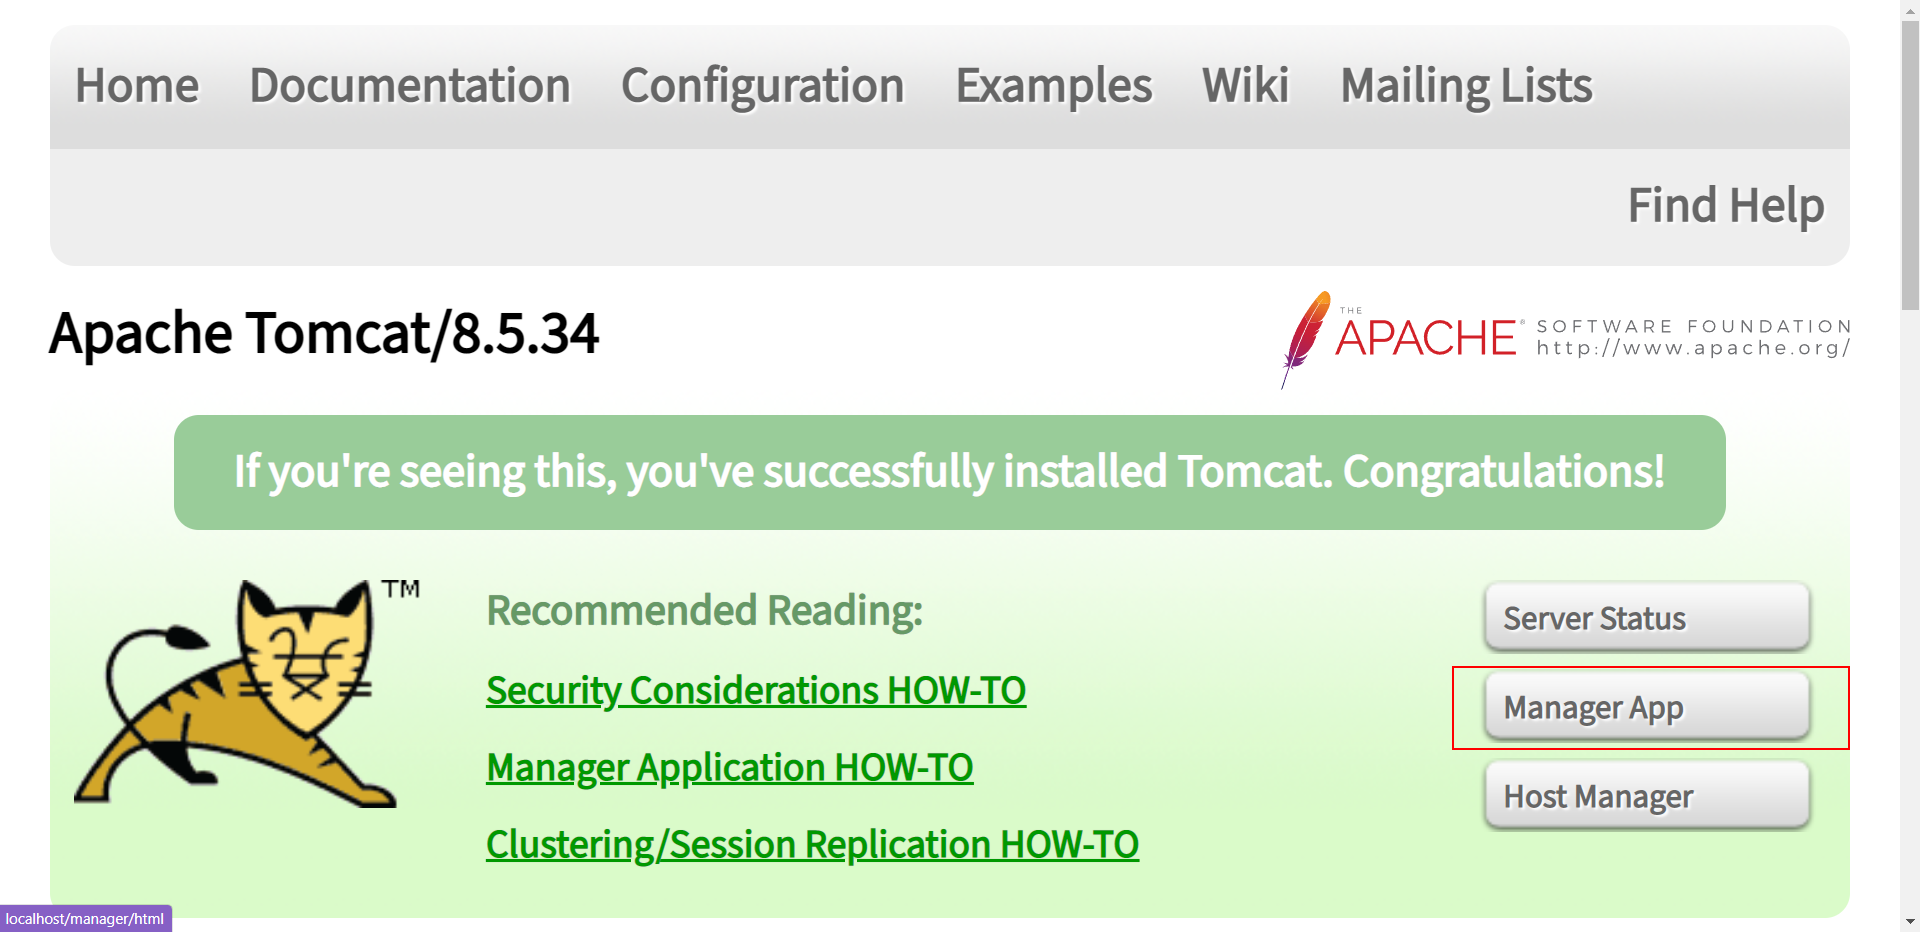 Home Documentation Configuration Examples Wiki Mailing Lists
Find Help
Apache Tomcat/8.5.34
THE
APACHE® SOFTWARE FOUNDATION
http://www.apache.org/
If you're seeing this, you've successfully installed Tomcat. Congratulations!
TM
Recommended Reading:
Security Considerations HOW-TO
Manager Application HOW-TO
Clustering/Session Replication HOW-TO
Server Status
Manager App
Host Manager
localhost/manager/html